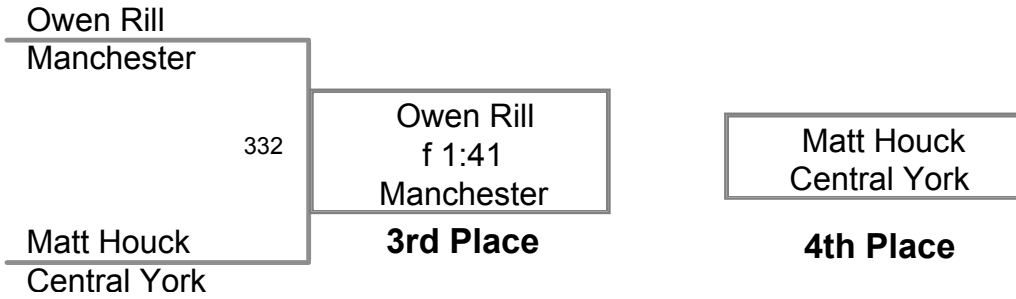 Owen Rill
Manchester
332
Owen Rill
f 1:41
Manchester
3rd Place
Matt Houck
Central York
4th Place
Matt Houck
Central York